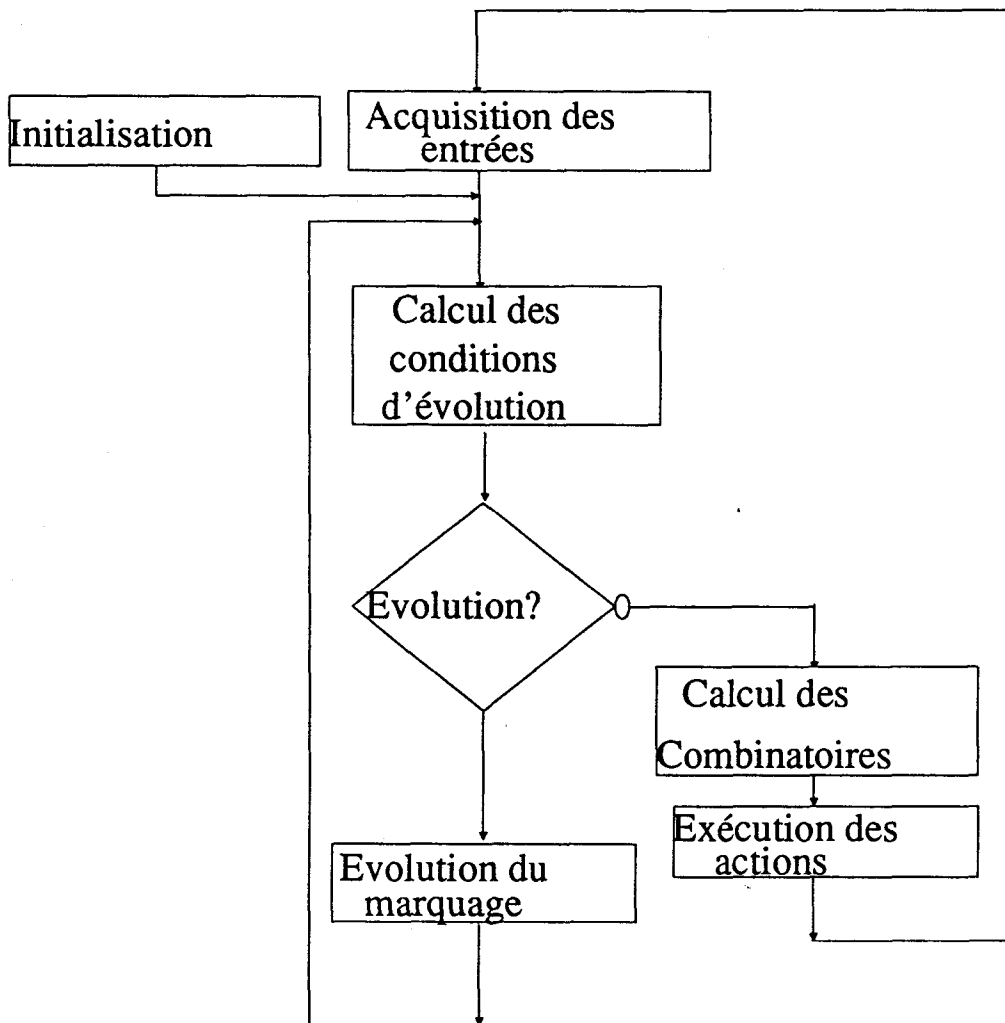 Initialisation
Acquisition des
entrées
Calcul des
conditions
d'évolution
Evolution?
Calcul des
Combinatoires
Exécution des
actions
Evolution du
marquage